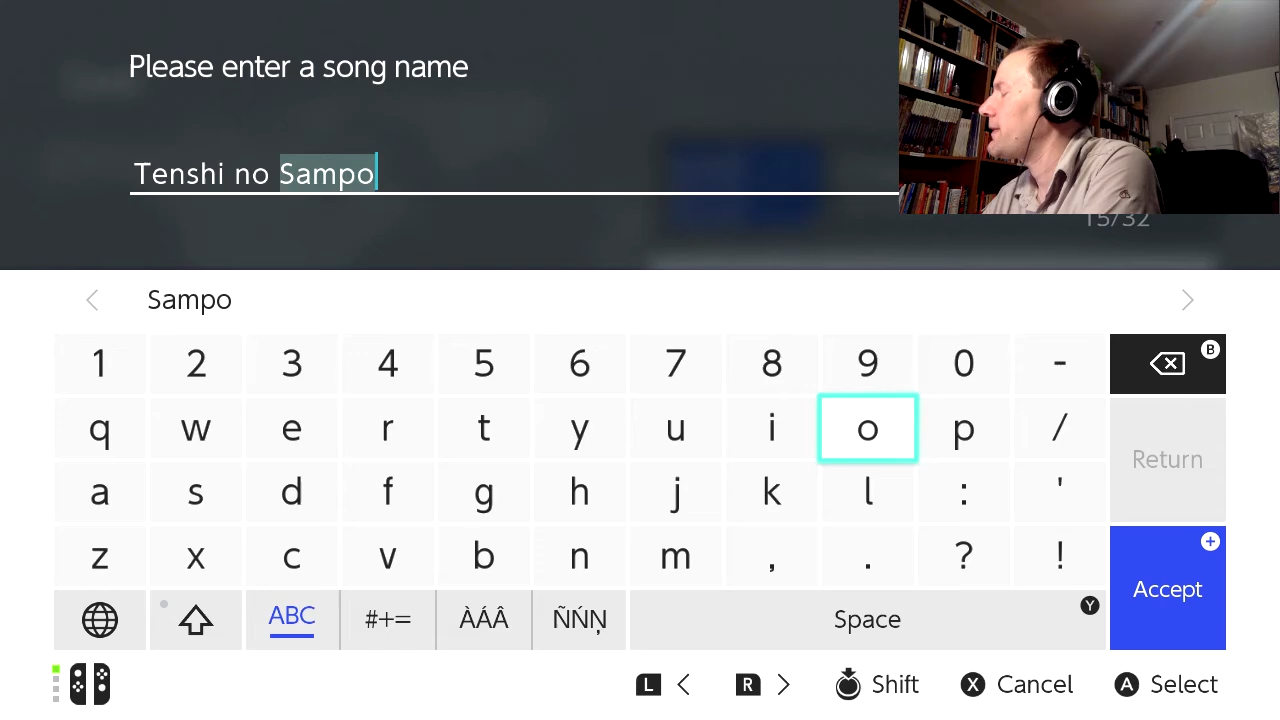 Please enter a song name
Tenshi no Sampo
15/32
Sampo
1 2 3 4 5 6 7 8 9 0 -
B
q w e r t y u i o p /
Return
a s d f g h j k l : '
z x c v b n m , . ? !
+
Accept
ABC #+= ÀÁÂ ÑŃŅ Space Y
L < R > Shift X Cancel A Select